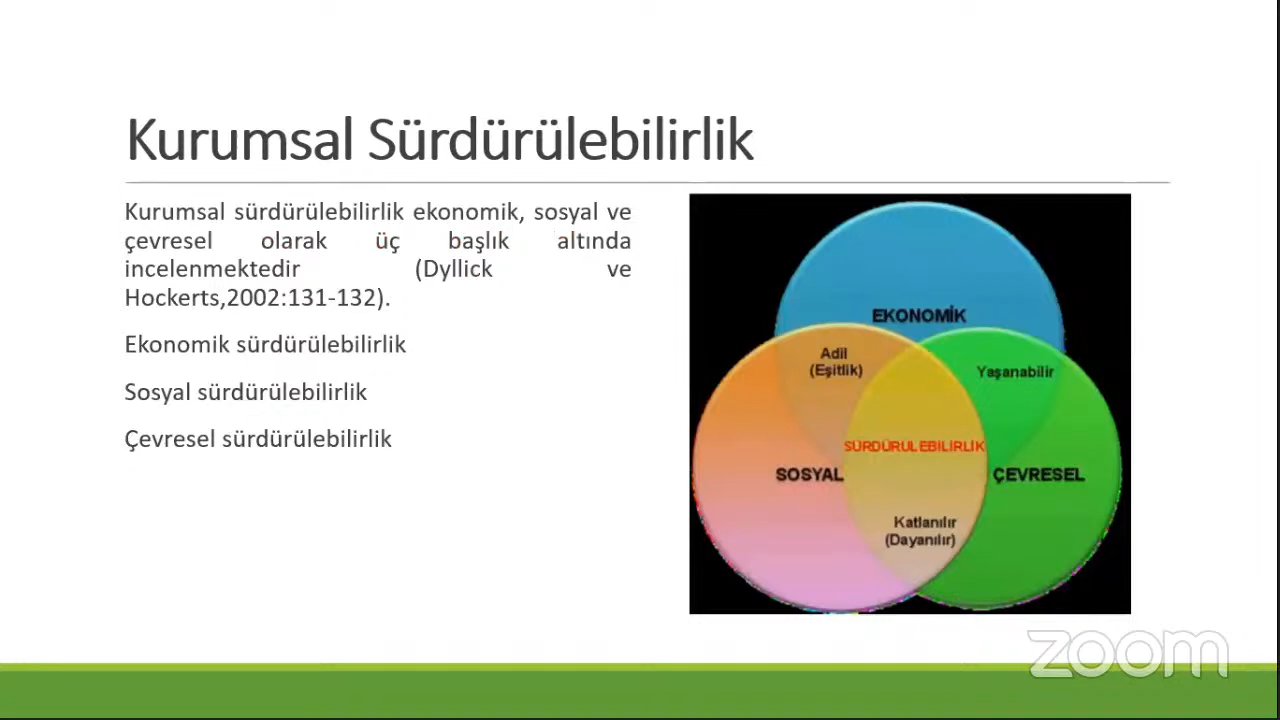 Kurumsal Sürdürülebilirlik
Kurumsal sürdürülebilirlik ekonomik, sosyal ve
çevresel olarak üç başlık altında
incelenmektedir (Dyllick ve
Hockerts,2002:131-132).
Ekonomik sürdürülebilirlik
Sosyal sürdürülebilirlik
Çevresel sürdürülebilirlik
EKONOMİK
Adil
(Eşitlik)
Yaşanabilir
SÜRDÜRÜLEBİLİRLİK
SOSYAL
ÇEVRESEL
Katlanılır
(Dayanılır)
zoom